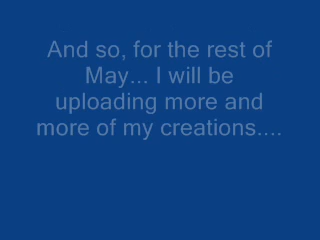 And so, for the rest of
May... I will be
uploading more and
more of my creations....